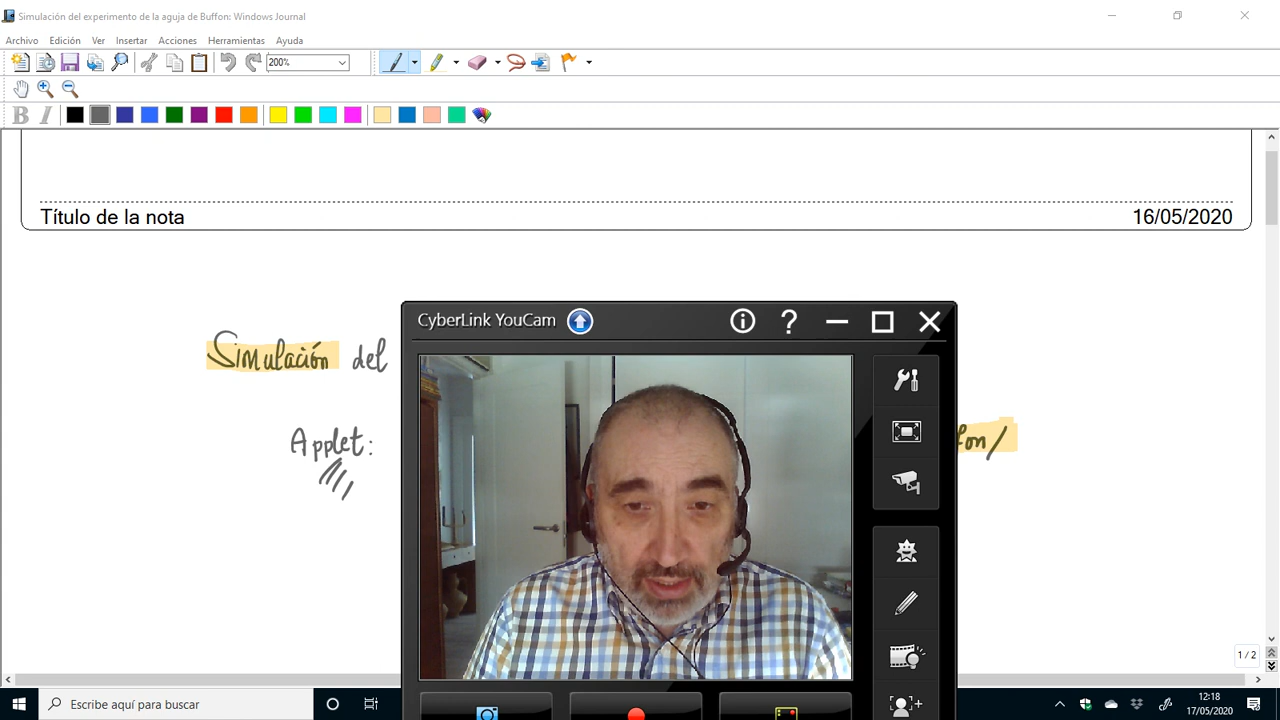 Simulación del experimento de la aguja de Buffon: Windows Journal
Archivo Edición Ver Insertar Acciones Herramientas Ayuda
200%
B I
Título de la nota 16/05/2020
CyberLink YouCam
Simulación del
Applet: fon/
1 / 2
Escribe aquí para buscar
12:18
17/05/2020